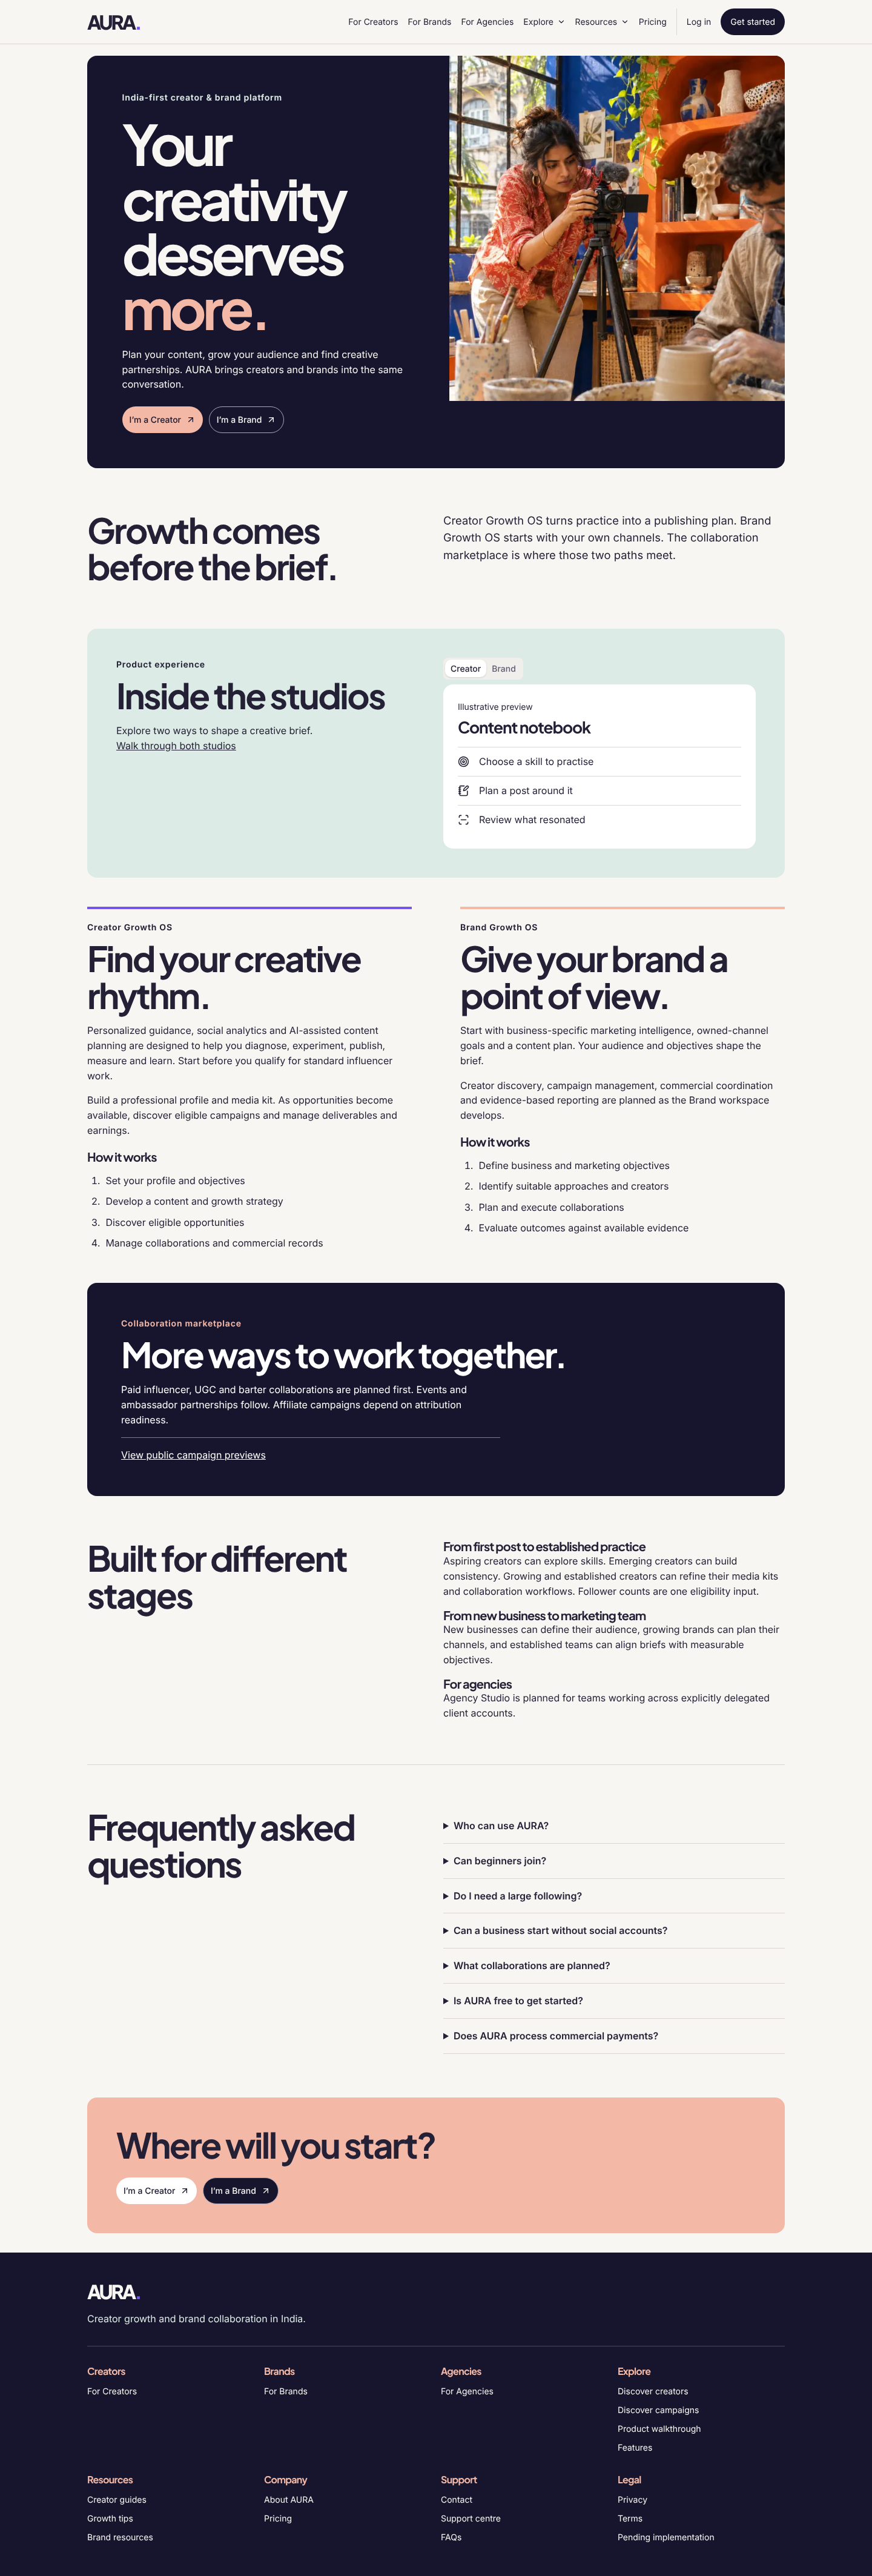 AURA.
For Creators
For Brands
For Agencies
Explore
Resources
Pricing
Log in
Get started
India-first creator & brand platform
Your
creativity
deserves
more.
Plan your content, grow your audience and find creative
partnerships. AURA brings creators and brands into the same
conversation.
I'm a Creator
I'm a Brand
Growth comes
before the brief.
Creator Growth OS turns practice into a publishing plan. Brand
Growth OS starts with your own channels. The collaboration
marketplace is where those two paths meet.
Product experience
Inside the studios
Explore two ways to shape a creative brief.
Walk through both studios
Creator
Brand
Illustrative preview
Content notebook
Choose a skill to practise
Plan a post around it
Review what resonated
Creator Growth OS
Find your creative
rhythm.
Personalized guidance, social analytics and AI-assisted content
planning are designed to help you diagnose, experiment, publish,
measure and learn. Start before you qualify for standard influencer
work.
Build a professional profile and media kit. As opportunities become
available, discover eligible campaigns and manage deliverables and
earnings.
How it works
1. Set your profile and objectives
2. Develop a content and growth strategy
3. Discover eligible opportunities
4. Manage collaborations and commercial records
Brand Growth OS
Give your brand a
point of view.
Start with business-specific marketing intelligence, owned-channel
goals and a content plan. Your audience and objectives shape the
brief.
Creator discovery, campaign management, commercial coordination
and evidence-based reporting are planned as the Brand workspace
develops.
How it works
1. Define business and marketing objectives
2. Identify suitable approaches and creators
3. Plan and execute collaborations
4. Evaluate outcomes against available evidence
Collaboration marketplace
More ways to work together.
Paid influencer, UGC and barter collaborations are planned first. Events and
ambassador partnerships follow. Affiliate campaigns depend on attribution
readiness.
View public campaign previews
Built for different
stages
From first post to established practice
Aspiring creators can explore skills. Emerging creators can build
consistency. Growing and established creators can refine their media kits
and collaboration workflows. Follower counts are one eligibility input.
From new business to marketing team
New businesses can define their audience, growing brands can plan their
channels, and established teams can align briefs with measurable
objectives.
For agencies
Agency Studio is planned for teams working across explicitly delegated
client accounts.
Frequently asked
questions
Who can use AURA?
Can beginners join?
Do I need a large following?
Can a business start without social accounts?
What collaborations are planned?
Is AURA free to get started?
Does AURA process commercial payments?
Where will you start?
I'm a Creator
I'm a Brand
AURA.
Creator growth and brand collaboration in India.
Creators
For Creators
Brands
For Brands
Agencies
For Agencies
Explore
Discover creators
Discover campaigns
Product walkthrough
Features
Resources
Creator guides
Growth tips
Brand resources
Company
About AURA
Pricing
Support
Contact
Support centre
FAQs
Legal
Privacy
Terms
Pending implementation